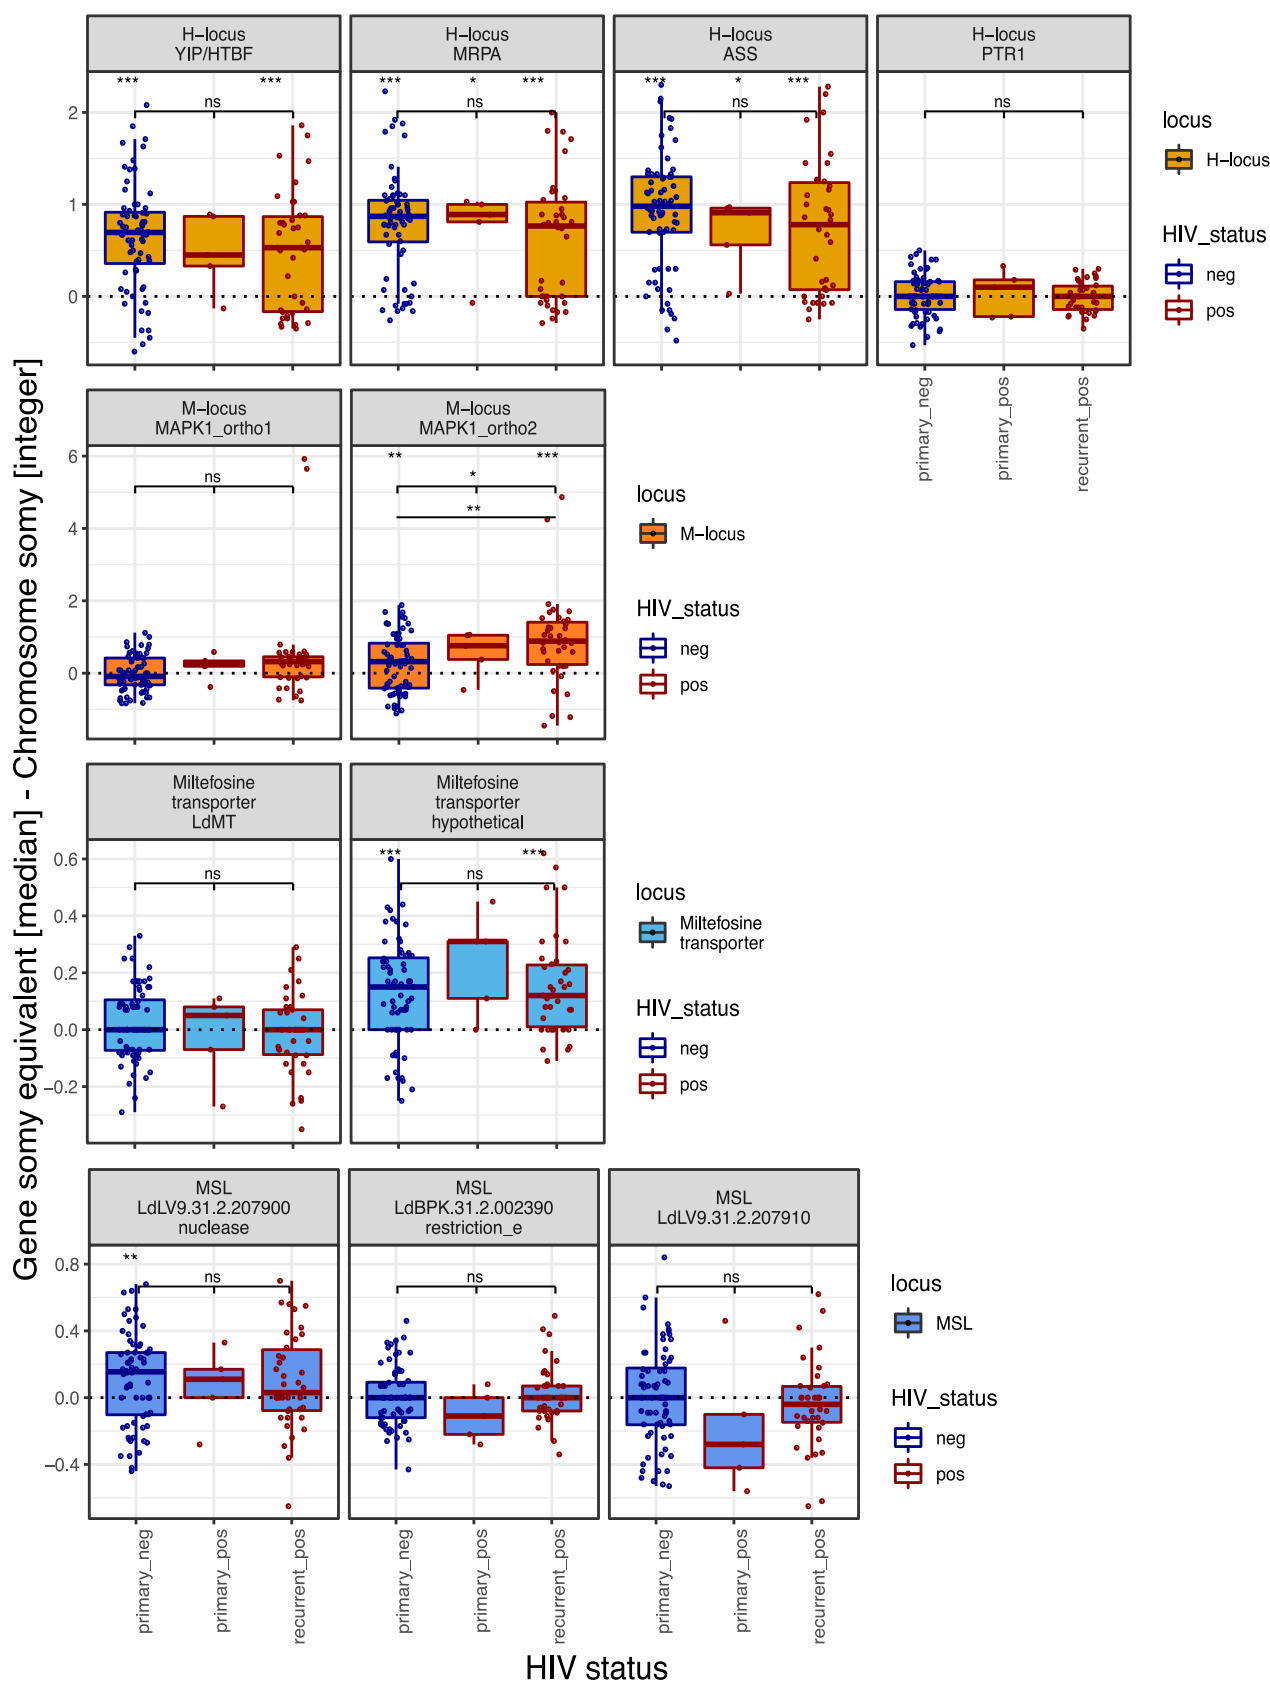 Gene somy equivalent [median] - Chromosome somy [integer]
H-locus
YIP/HTBF
H-locus
MRPA
H-locus
ASS
H-locus
PTR1
***
***
ns
***
*
***
ns
***
*
***
ns
ns
2
1
0
primary_neg
primary_pos
recurrent_pos
locus
H-locus
HIV_status
neg
pos
M-locus
MAPK1_ortho1
M-locus
MAPK1_ortho2
ns
**
***
*
**
6
4
2
0
locus
M-locus
HIV_status
neg
pos
Miltefosine
transporter
LdMT
Miltefosine
transporter
hypothetical
ns
***
***
ns
0.6
0.4
0.2
0.0
-0.2
locus
Miltefosine
transporter
HIV_status
neg
pos
MSL
LdLV9.31.2.207900
nuclease
MSL
LdBPK.31.2.002390
restriction_e
MSL
LdLV9.31.2.207910
**
ns
ns
ns
0.8
0.4
0.0
-0.4
primary_neg
primary_pos
recurrent_pos
primary_neg
primary_pos
recurrent_pos
primary_neg
primary_pos
recurrent_pos
locus
MSL
HIV_status
neg
pos
HIV status